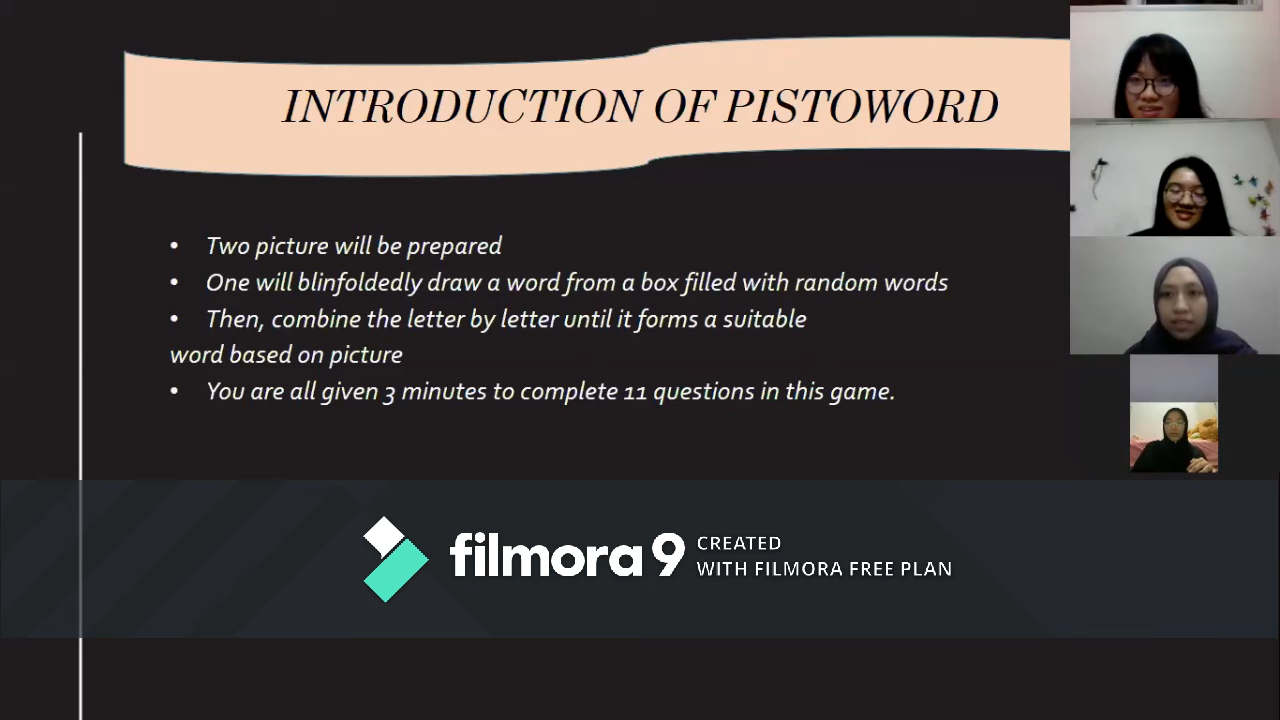 INTRODUCTION OF PISTOWORD
• Two picture will be prepared
• One will blinfoldedly draw a word from a box filled with random words
• Then, combine the letter by letter until it forms a suitable
word based on picture
• You are all given 3 minutes to complete 11 questions in this game.
filmora 9
CREATED
WITH FILMORA FREE PLAN